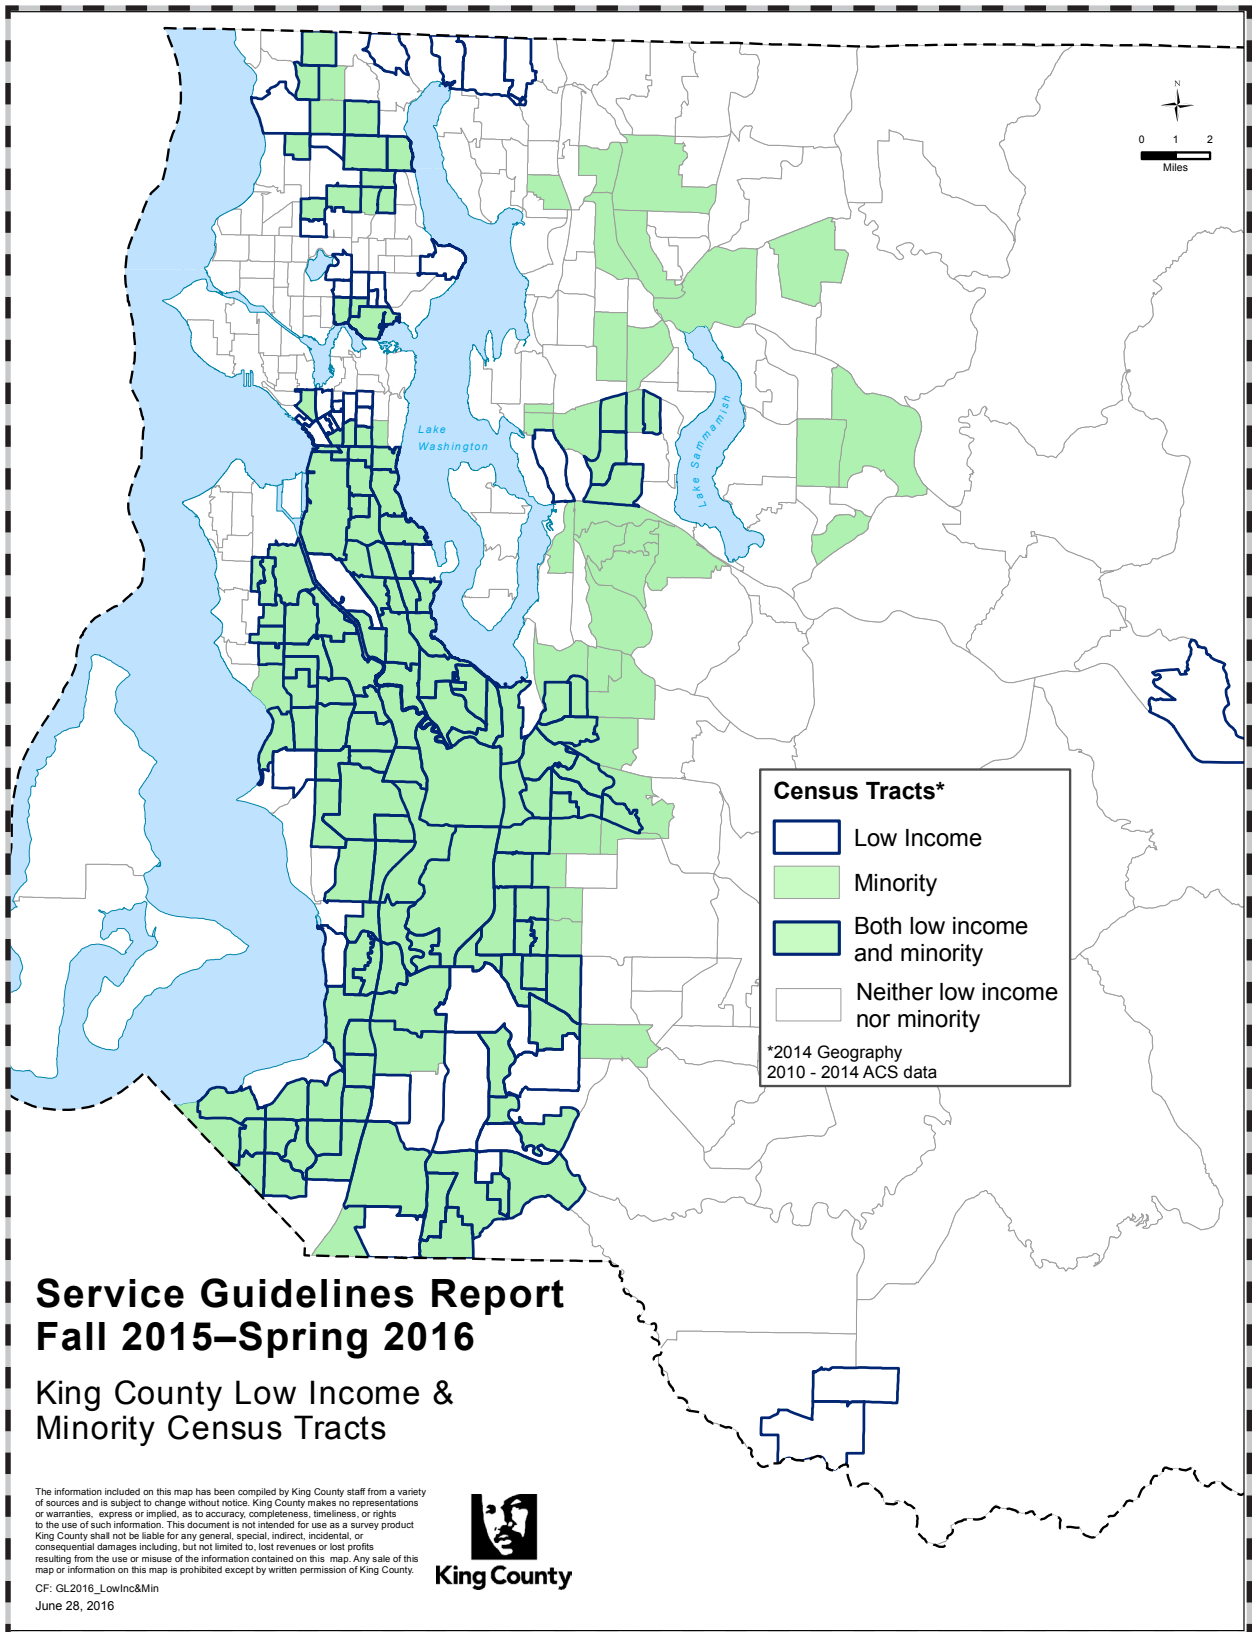 N
0 1 2
Miles
Lake
Washington
Lake Sammamish
Census Tracts*
Low Income
Minority
Both low income
and minority
Neither low income
nor minority
*2014 Geography
2010 - 2014 ACS data
Service Guidelines Report
Fall 2015–Spring 2016
King County Low Income &
Minority Census Tracts
The information included on this map has been compiled by King County staff from a variety
of sources and is subject to change without notice. King County makes no representations
or warranties, express or implied, as to accuracy, completeness, timeliness, or rights
to the use of such information. This document is not intended for use as a survey product
King County shall not be liable for any general, special, indirect, incidental, or
consequential damages including, but not limited to, lost revenues or lost profits
resulting from the use or misuse of the information contained on this map. Any sale of this
map or information on this map is prohibited except by written permission of King County.
CF: GL2016_LowInc&Min
June 28, 2016
King County